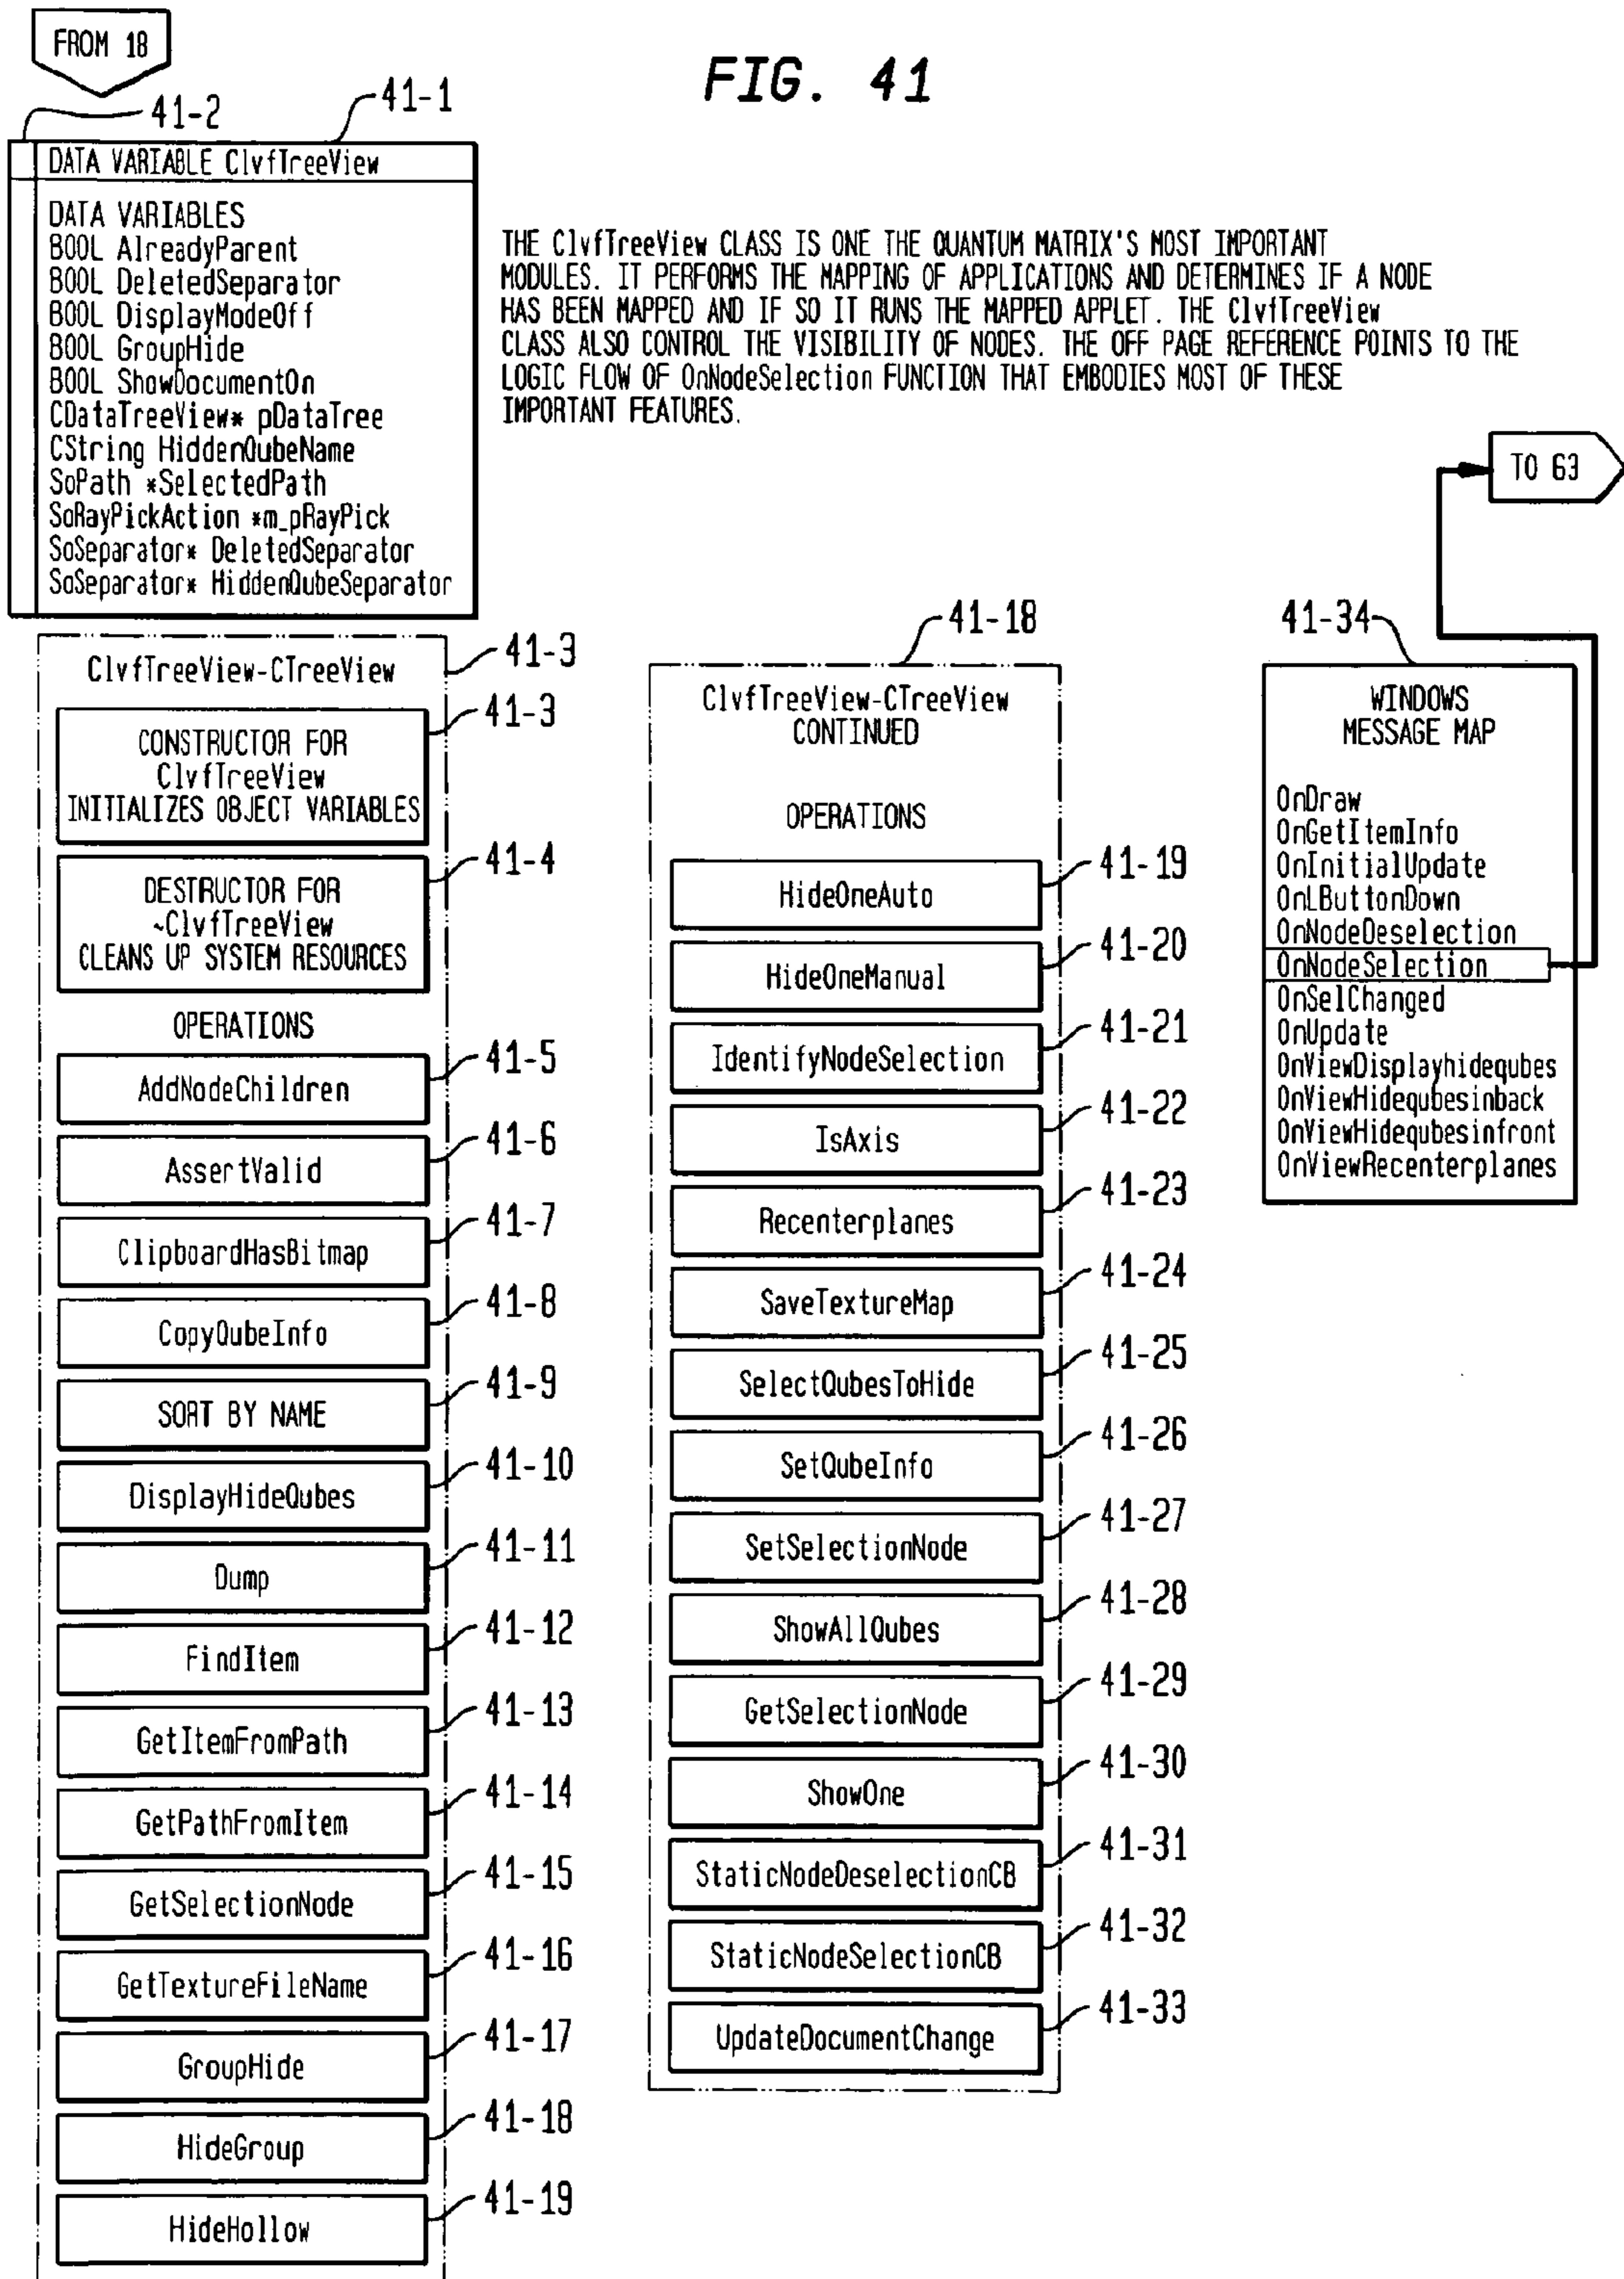 FROM 18
FIG. 41
41-2
41-1
DATA VARIABLE ClvfTreeView
DATA VARIABLES
BOOL AlreadyParent
BOOL DeletedSeparator
BOOL DisplayModeOff
BOOL GroupHide
BOOL ShowDocumentOn
CDataTreeView* pDataTree
CString HiddenQubeName
SoPath *SelectedPath
SoRayPickAction *m_pRayPick
SoSeparator* DeletedSeparator
SoSeparator* HiddenQubeSeparator
THE ClvfTreeView CLASS IS ONE THE QUANTUM MATRIX'S MOST IMPORTANT
MODULES. IT PERFORMS THE MAPPING OF APPLICATIONS AND DETERMINES IF A NODE
HAS BEEN MAPPED AND IF SO IT RUNS THE MAPPED APPLET. THE ClvfTreeView
CLASS ALSO CONTROL THE VISIBILITY OF NODES. THE OFF PAGE REFERENCE POINTS TO THE
LOGIC FLOW OF OnNodeSelection FUNCTION THAT EMBODIES MOST OF THESE
IMPORTANT FEATURES.
TO 63
ClvfTreeView-CTreeView
41-3
CONSTRUCTOR FOR
ClvfTreeView
INITIALIZES OBJECT VARIABLES
41-3
DESTRUCTOR FOR
~ClvfTreeView
CLEANS UP SYSTEM RESOURCES
41-4
OPERATIONS
AddNodeChildren
41-5
AssertValid
41-6
ClipboardHasBitmap
41-7
CopyQubeInfo
41-8
SORT BY NAME
41-9
DisplayHideQubes
41-10
Dump
41-11
FindItem
41-12
GetItemFromPath
41-13
GetPathFromItem
41-14
GetSelectionNode
41-15
GetTextureFileName
41-16
GroupHide
41-17
HideGroup
41-18
HideHollow
41-19
41-18
ClvfTreeView-CTreeView
CONTINUED
OPERATIONS
HideOneAuto
41-19
HideOneManual
41-20
IdentifyNodeSelection
41-21
IsAxis
41-22
Recenterplanes
41-23
SaveTextureMap
41-24
SelectQubesToHide
41-25
SetQubeInfo
41-26
SetSelectionNode
41-27
ShowAllQubes
41-28
GetSelectionNode
41-29
ShowOne
41-30
StaticNodeDeselectionCB
41-31
StaticNodeSelectionCB
41-32
UpdateDocumentChange
41-33
41-34
WINDOWS
MESSAGE MAP
OnDraw
OnGetItemInfo
OnInitialUpdate
OnLButtonDown
OnNodeDeselection
OnNodeSelection
OnSelChanged
OnUpdate
OnViewDisplayhidequbes
OnViewHidequbesinback
OnViewHidequbesinfront
OnViewRecenterplanes